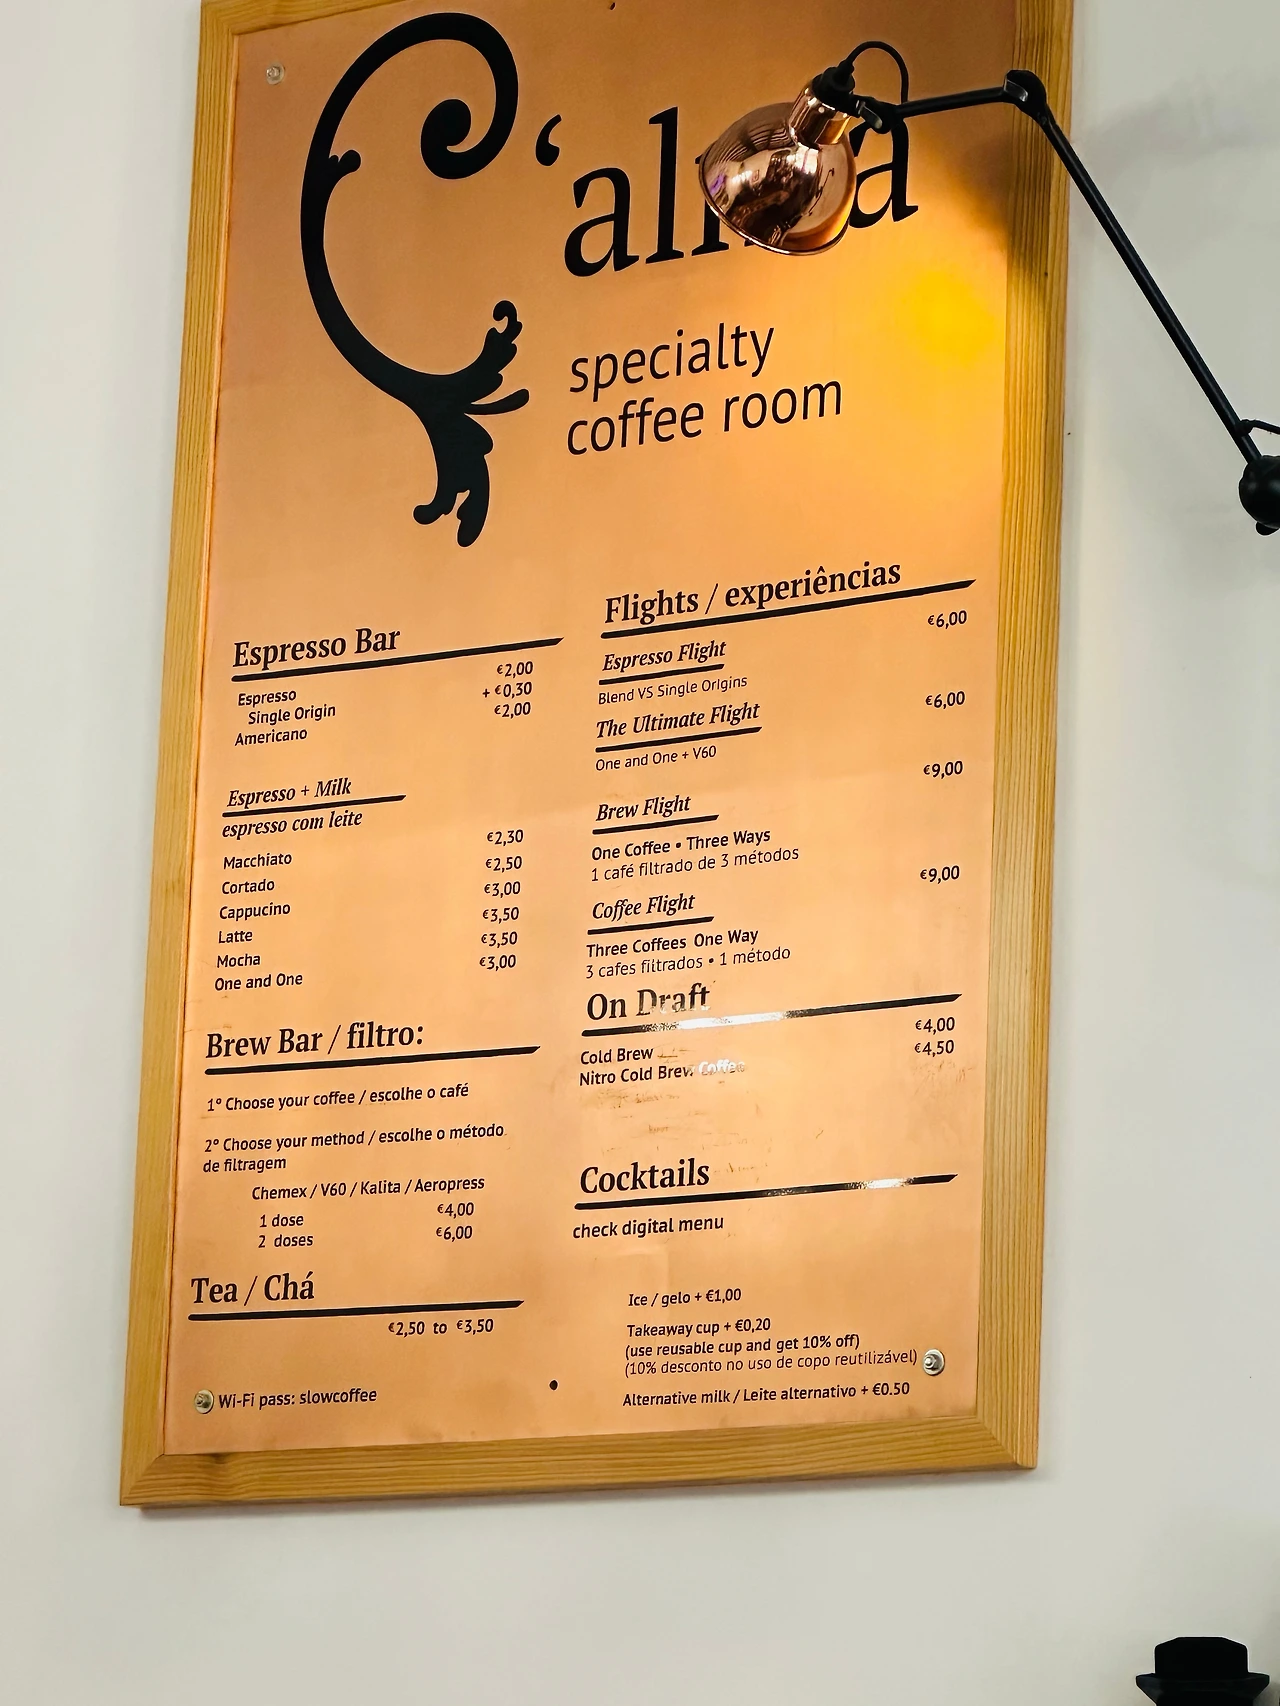 C'alma
specialty
coffee room
Espresso Bar
Espresso €2,00
Single Origin + €0,30
Americano €2,00
Espresso + Milk
espresso com leite
Macchiato €2,30
Cortado €2,50
Cappucino €3,00
Latte €3,50
Mocha €3,50
One and One €3,00
Brew Bar / filtro:
1º Choose your coffee / escolhe o café
2º Choose your method / escolhe o método
de filtragem
Chemex / V60 / Kalita / Aeropress
1 dose €4,00
2 doses €6,00
Tea / Chá
€2,50 to €3,50
Wi-Fi pass: slowcoffee
Flights / experiências
Espresso Flight €6,00
Blend VS Single Origins
The Ultimate Flight €6,00
One and One + V60
Brew Flight €9,00
One Coffee • Three Ways
1 café filtrado de 3 métodos
Coffee Flight €9,00
Three Coffees One Way
3 cafes filtrados • 1 método
On Draft
Cold Brew €4,00
Nitro Cold Brew Coffee €4,50
Cocktails
check digital menu
Ice / gelo + €1,00
Takeaway cup + €0,20
(use reusable cup and get 10% off)
(10% desconto no uso de copo reutilizável)
Alternative milk / Leite alternativo + €0.50